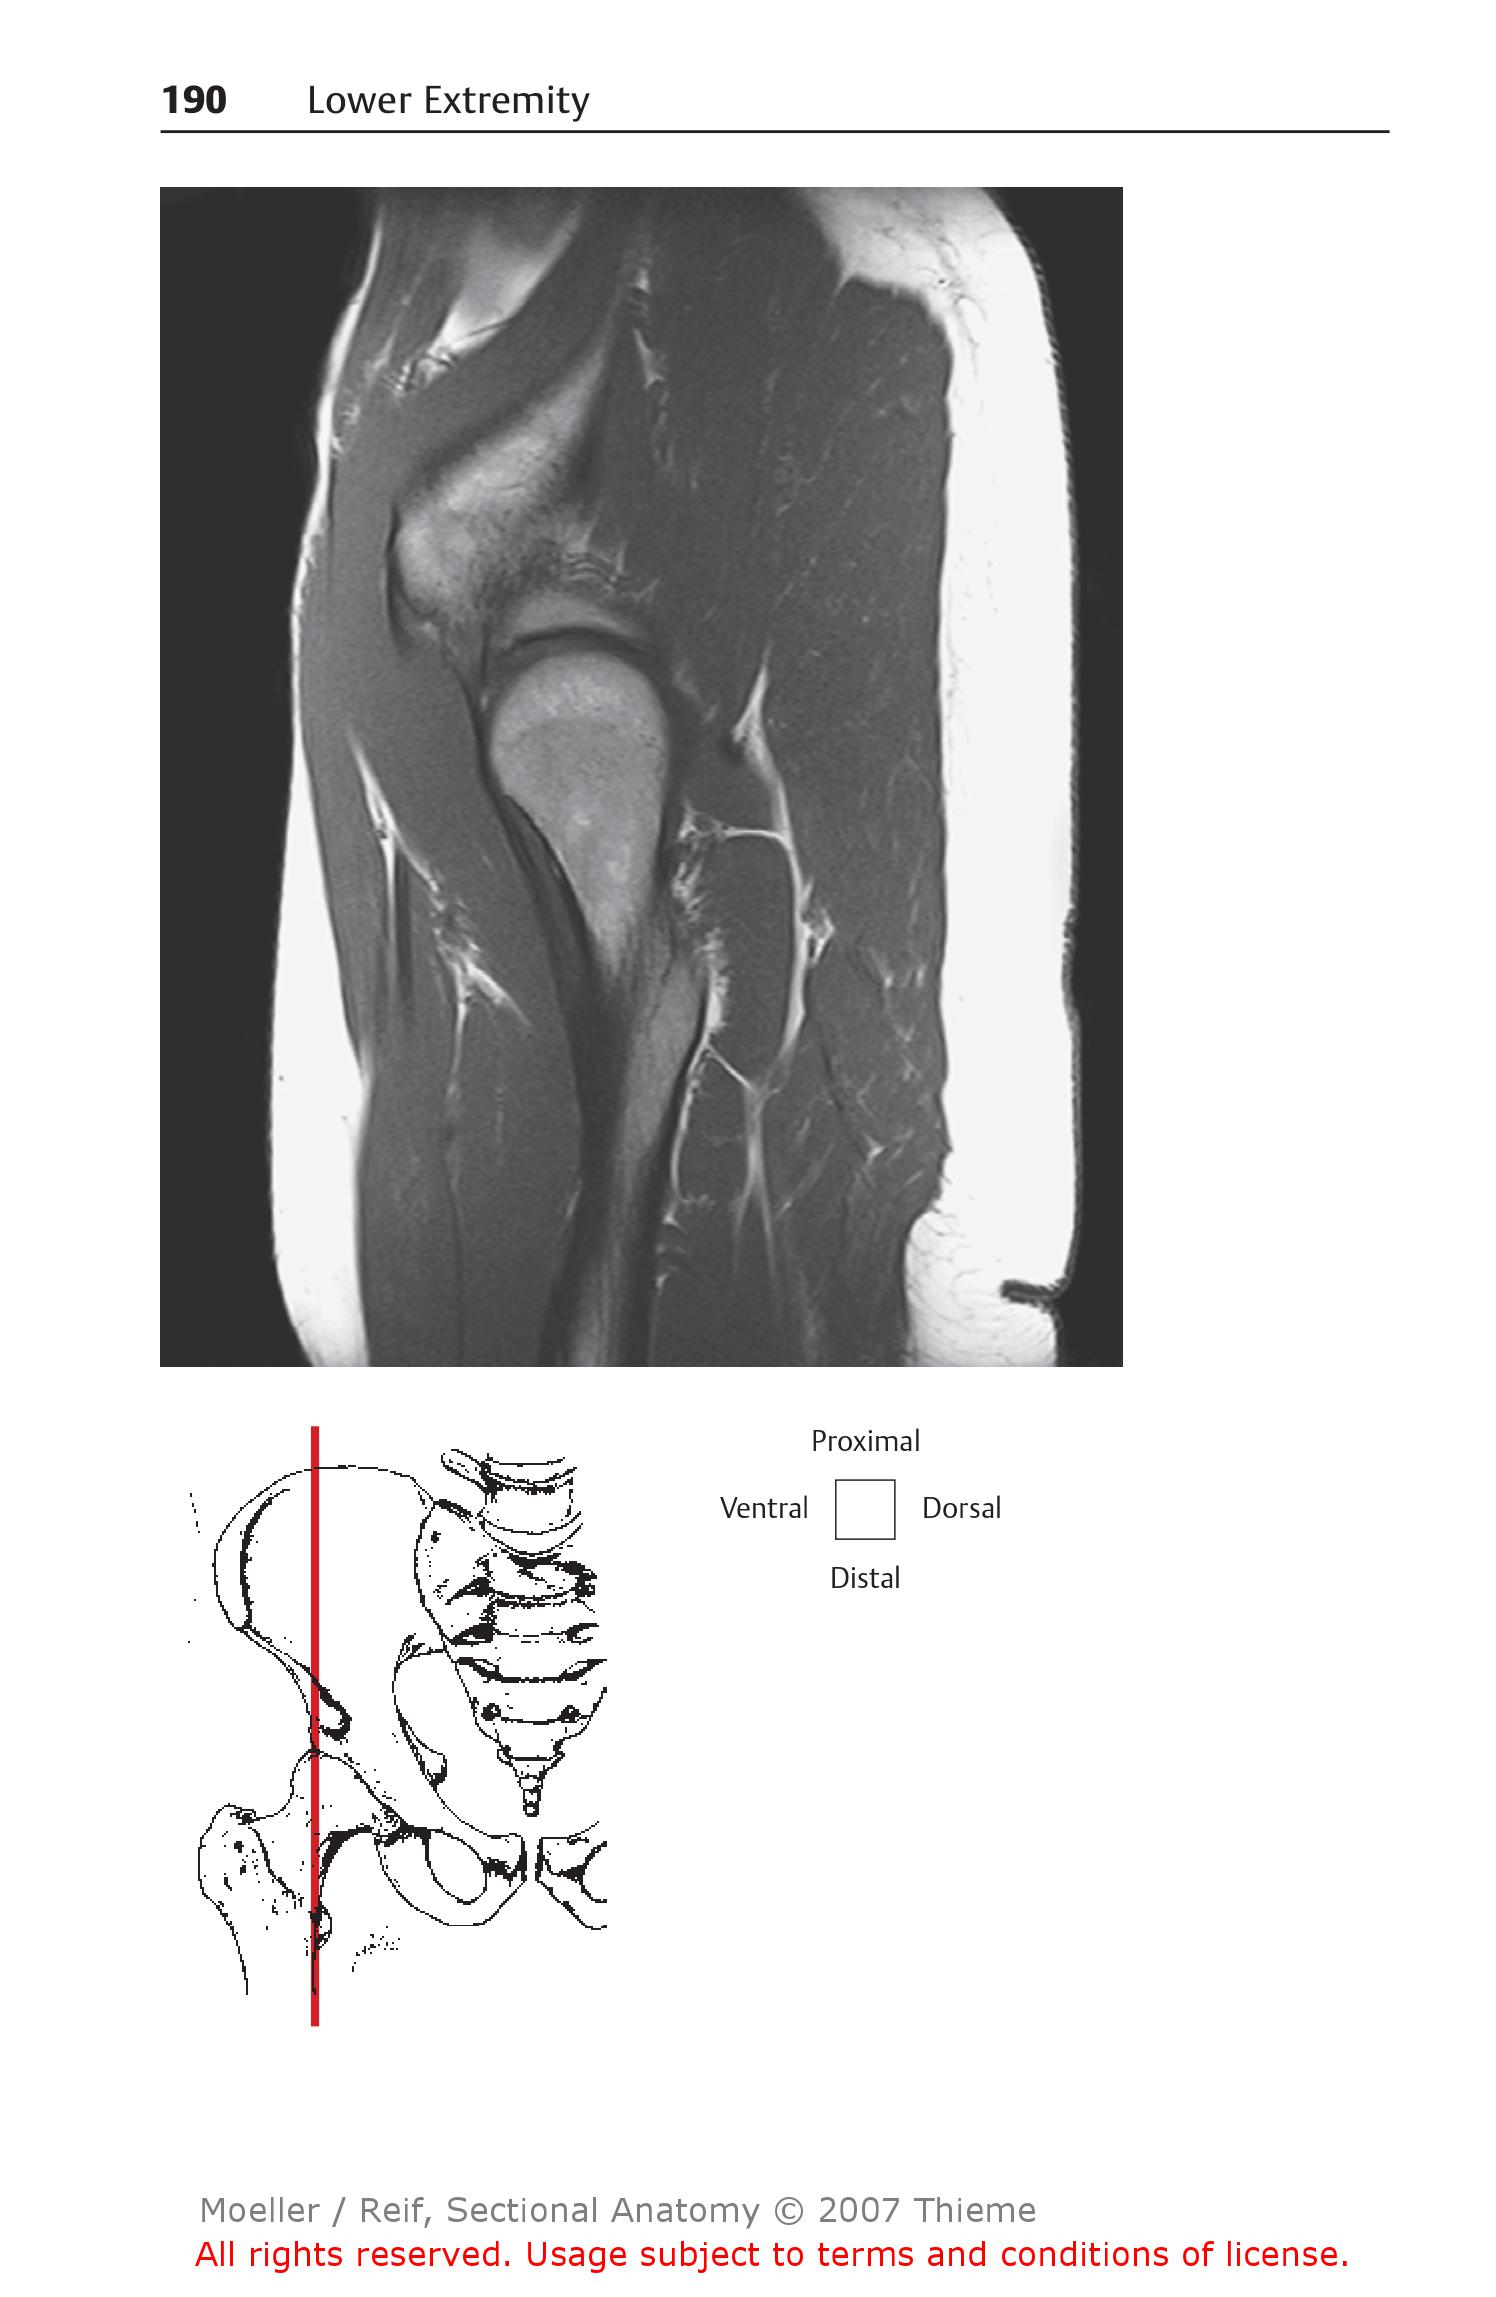 190 Lower Extremity
Proximal
Ventral Dorsal
Distal
Moeller / Reif, Sectional Anatomy © 2007 Thieme
All rights reserved. Usage subject to terms and conditions of license.